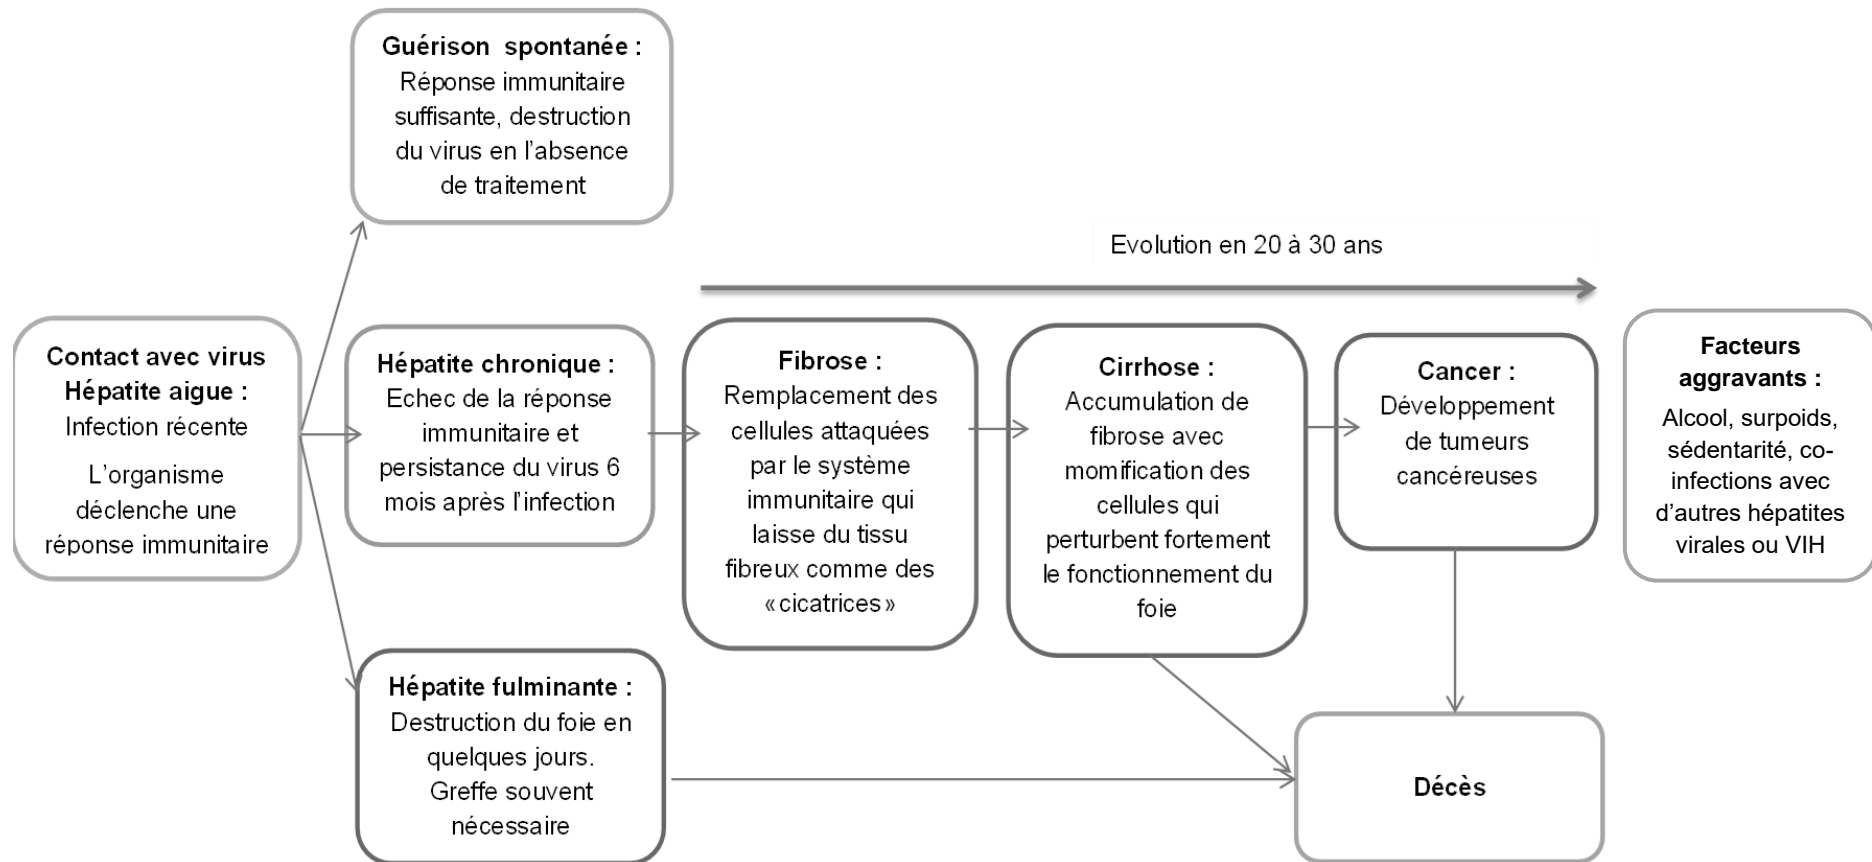 Guérison spontanée :
Réponse immunitaire
suffisante, destruction
du virus en l'absence
de traitement
Evolution en 20 à 30 ans
Contact avec virus
Hépatite aigue :
Infection récente
L'organisme
déclenche une
réponse immunitaire
Hépatite chronique :
Echec de la réponse
immunitaire et
persistance du virus 6
mois après l'infection
Fibrose :
Remplacement des
cellules attaquées
par le système
immunitaire qui
laisse du tissu
fibreux comme des
« cicatrices »
Cirrhose :
Accumulation de
fibrose avec
momification des
cellules qui
perturbent fortement
le fonctionnement du
foie
Cancer :
Développement
de tumeurs
cancéreuses
Facteurs
aggravants :
Alcool, surpoids,
sédentarité, co-
infections avec
d'autres hépatites
virales ou VIH
Hépatite fulminante :
Destruction du foie en
quelques jours.
Greffe souvent
nécessaire
Décès